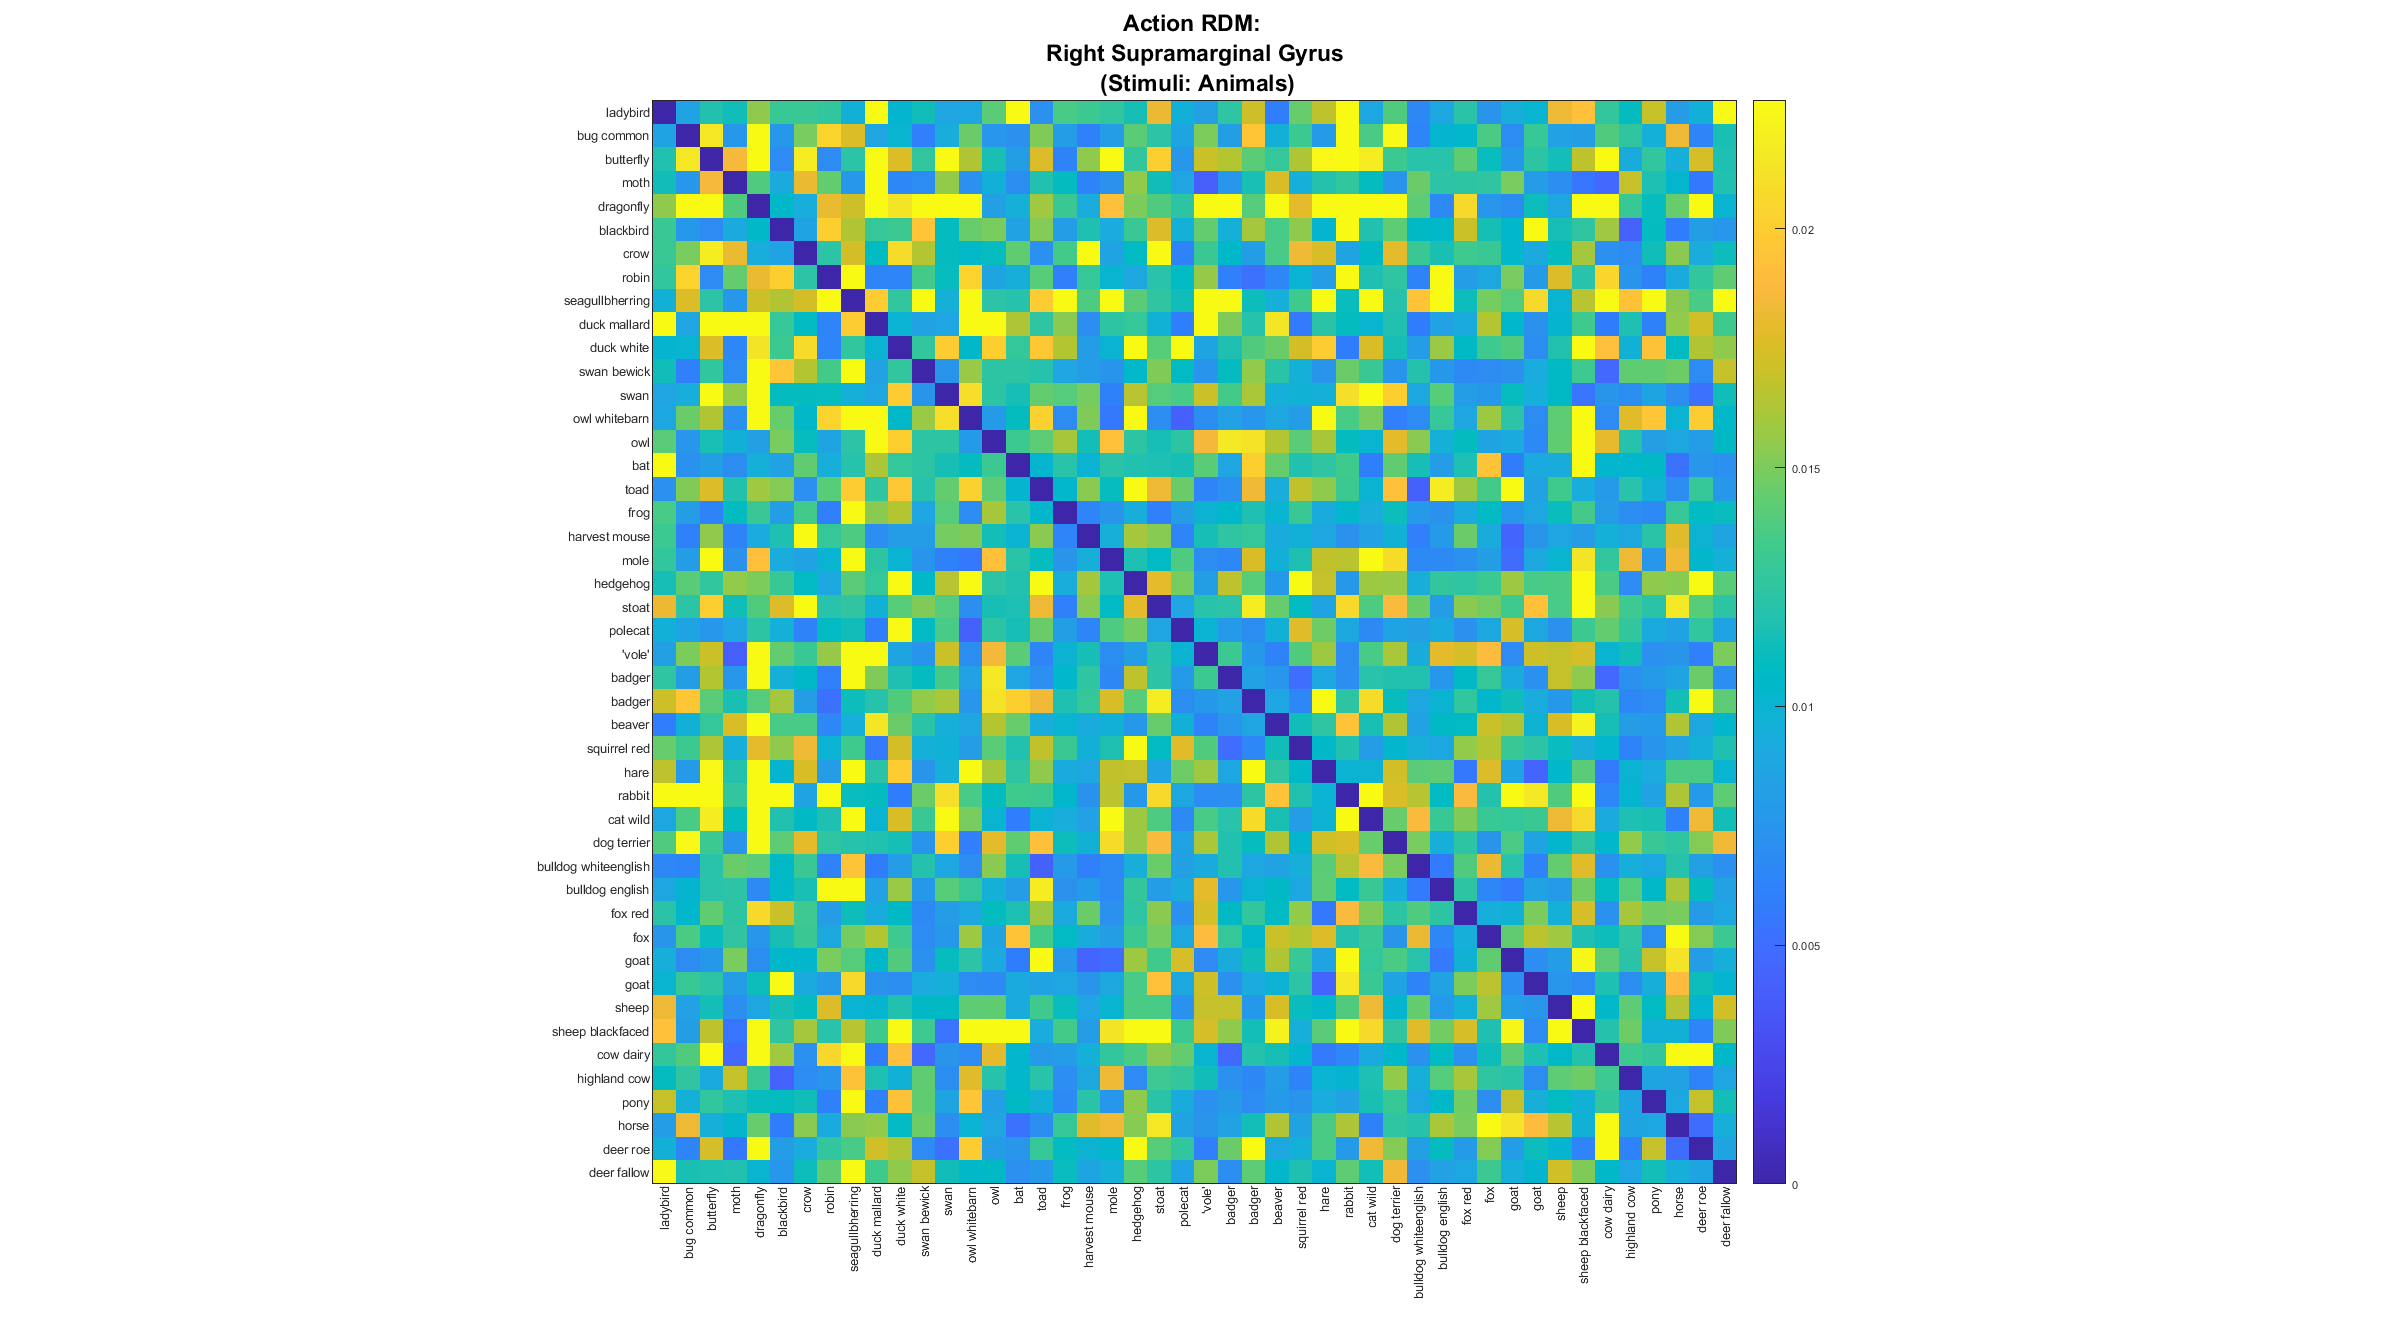 Action RDM:
Right Supramarginal Gyrus
(Stimuli: Animals)
ladybird
bug common
butterfly
moth
dragonfly
blackbird
crow
robin
seagullbherring
duck mallard
duck white
swan bewick
swan
owl whitebarn
owl
bat
toad
frog
harvest mouse
mole
hedgehog
stoat
polecat
'vole'
badger
badger
beaver
squirrel red
hare
rabbit
cat wild
dog terrier
bulldog whiteenglish
bulldog english
fox red
fox
goat
goat
sheep
sheep blackfaced
cow dairy
highland cow
pony
horse
deer roe
deer fallow
ladybird
bug common
butterfly
moth
dragonfly
blackbird
crow
robin
seagullbherring
duck mallard
duck white
swan bewick
swan
owl whitebarn
owl
bat
toad
frog
harvest mouse
mole
hedgehog
stoat
polecat
'vole'
badger
badger
beaver
squirrel red
hare
rabbit
cat wild
dog terrier
bulldog whiteenglish
bulldog english
fox red
fox
goat
goat
sheep
sheep blackfaced
cow dairy
highland cow
pony
horse
deer roe
deer fallow
0.02
0.015
0.01
0.005
0